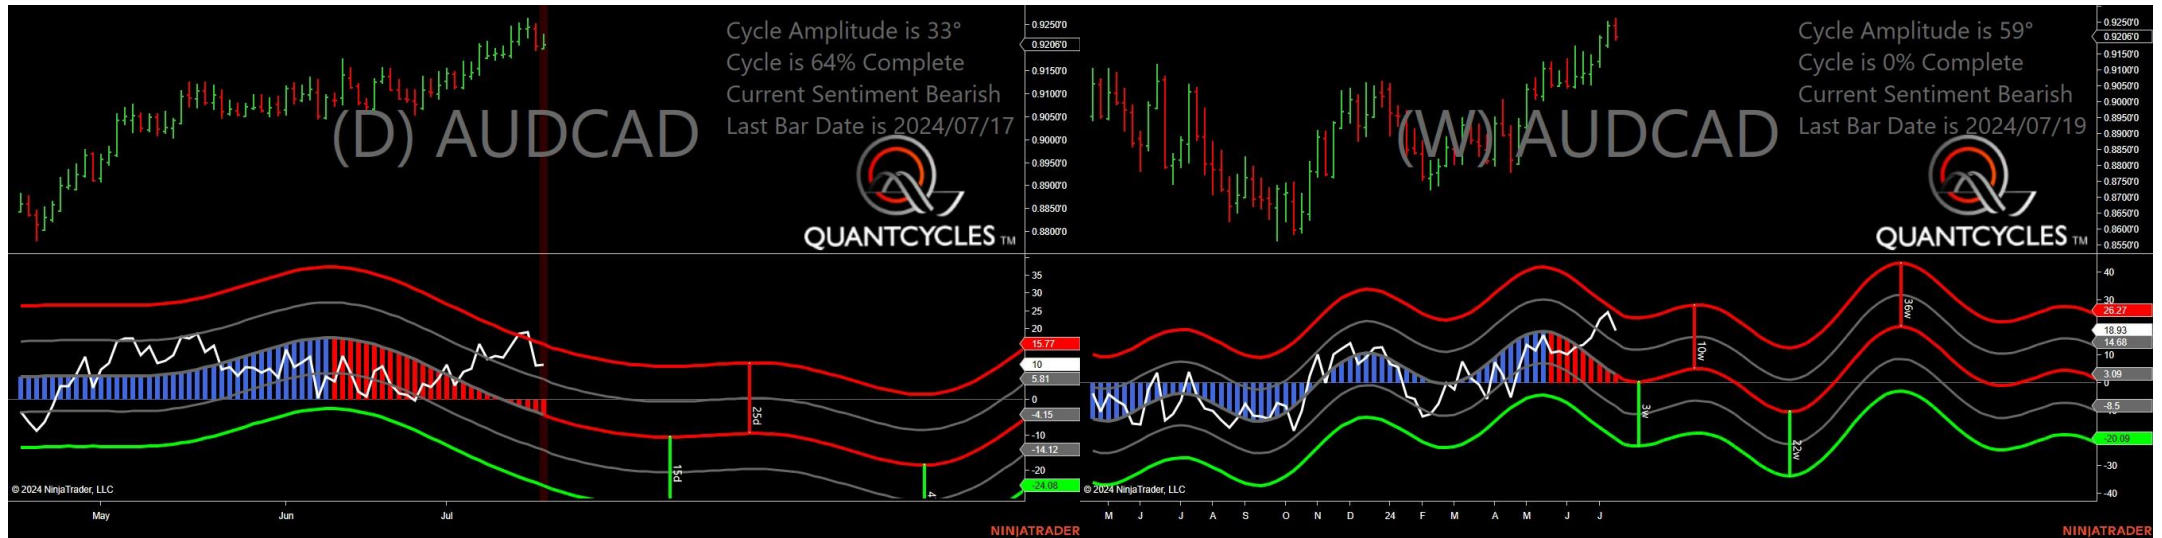 Cycle Amplitude is 33°
Cycle is 64% Complete
Current Sentiment Bearish
Last Bar Date is 2024/07/17
(D) AUDCAD
QUANTCYCLES TM
0.9250'0
0.9206'0
0.9150'0
0.9100'0
0.9050'0
0.9000'0
0.8950'0
0.8900'0
0.8850'0
0.8800'0
35
30
25
20
15.77
10
5.81
0
-4.15
-10
-14.12
-20
-24.08
25d
15d
4
© 2024 NinjaTrader, LLC
May Jun Jul
NINJATRADER
Cycle Amplitude is 59°
Cycle is 0% Complete
Current Sentiment Bearish
Last Bar Date is 2024/07/19
(W) AUDCAD
QUANTCYCLES TM
0.9250'0
0.9206'0
0.9150'0
0.9100'0
0.9050'0
0.9000'0
0.8950'0
0.8900'0
0.8850'0
0.8800'0
0.8750'0
0.8700'0
0.8650'0
0.8600'0
0.8550'0
40
30
26.27
18.93
14.68
10
3.09
0
-8.5
-20.09
-30
-40
36w
10w
3w
22w
© 2024 NinjaTrader, LLC
M J J A S O N D 24 F M A M J J
NINJATRADER